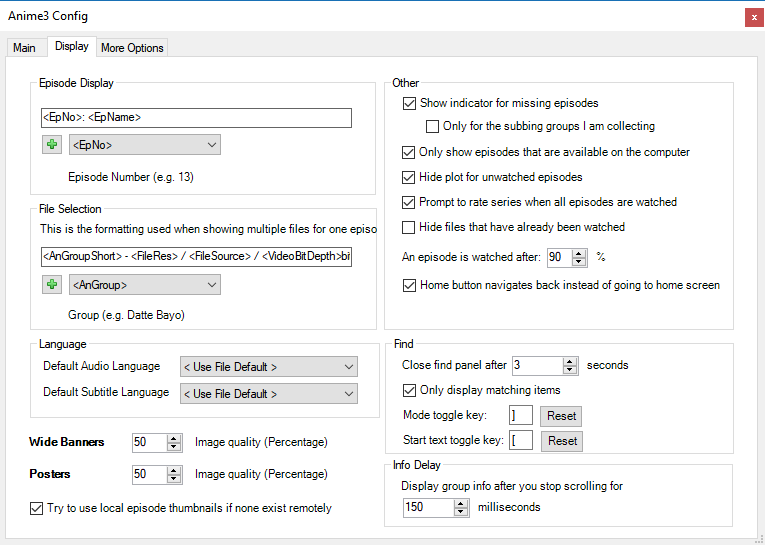 Anime3 Config
x
Main
Display
More Options
Episode Display
<EpNo>: <EpName>
<EpNo>
Episode Number (e.g. 13)
File Selection
This is the formatting used when showing multiple files for one episo
<AnGroupShort> - <FileRes> / <FileSource> / <VideoBitDepth>bi
<AnGroup>
Group (e.g. Datte Bayo)
Language
Default Audio Language < Use File Default >
Default Subtitle Language < Use File Default >
Wide Banners 50 Image quality (Percentage)
Posters 50 Image quality (Percentage)
Try to use local episode thumbnails if none exist remotely
Other
Show indicator for missing episodes
Only for the subbing groups I am collecting
Only show episodes that are available on the computer
Hide plot for unwatched episodes
Prompt to rate series when all episodes are watched
Hide files that have already been watched
An episode is watched after: 90 %
Home button navigates back instead of going to home screen
Find
Close find panel after 3 seconds
Only display matching items
Mode toggle key: ] Reset
Start text toggle key: [ Reset
Info Delay
Display group info after you stop scrolling for
150 milliseconds